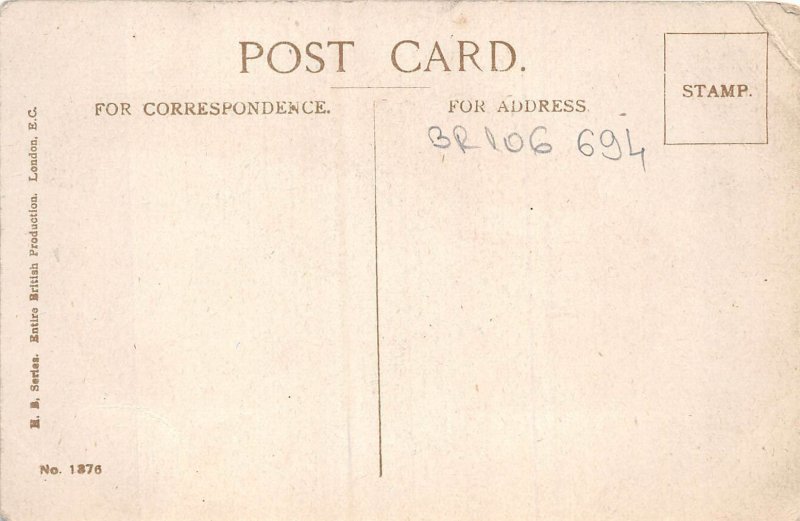 POST CARD.
FOR CORRESPONDENCE.
FOR ADDRESS
STAMP.
BR106 694
H. B. Series. Entire British Production. London, E.C.
No. 1376